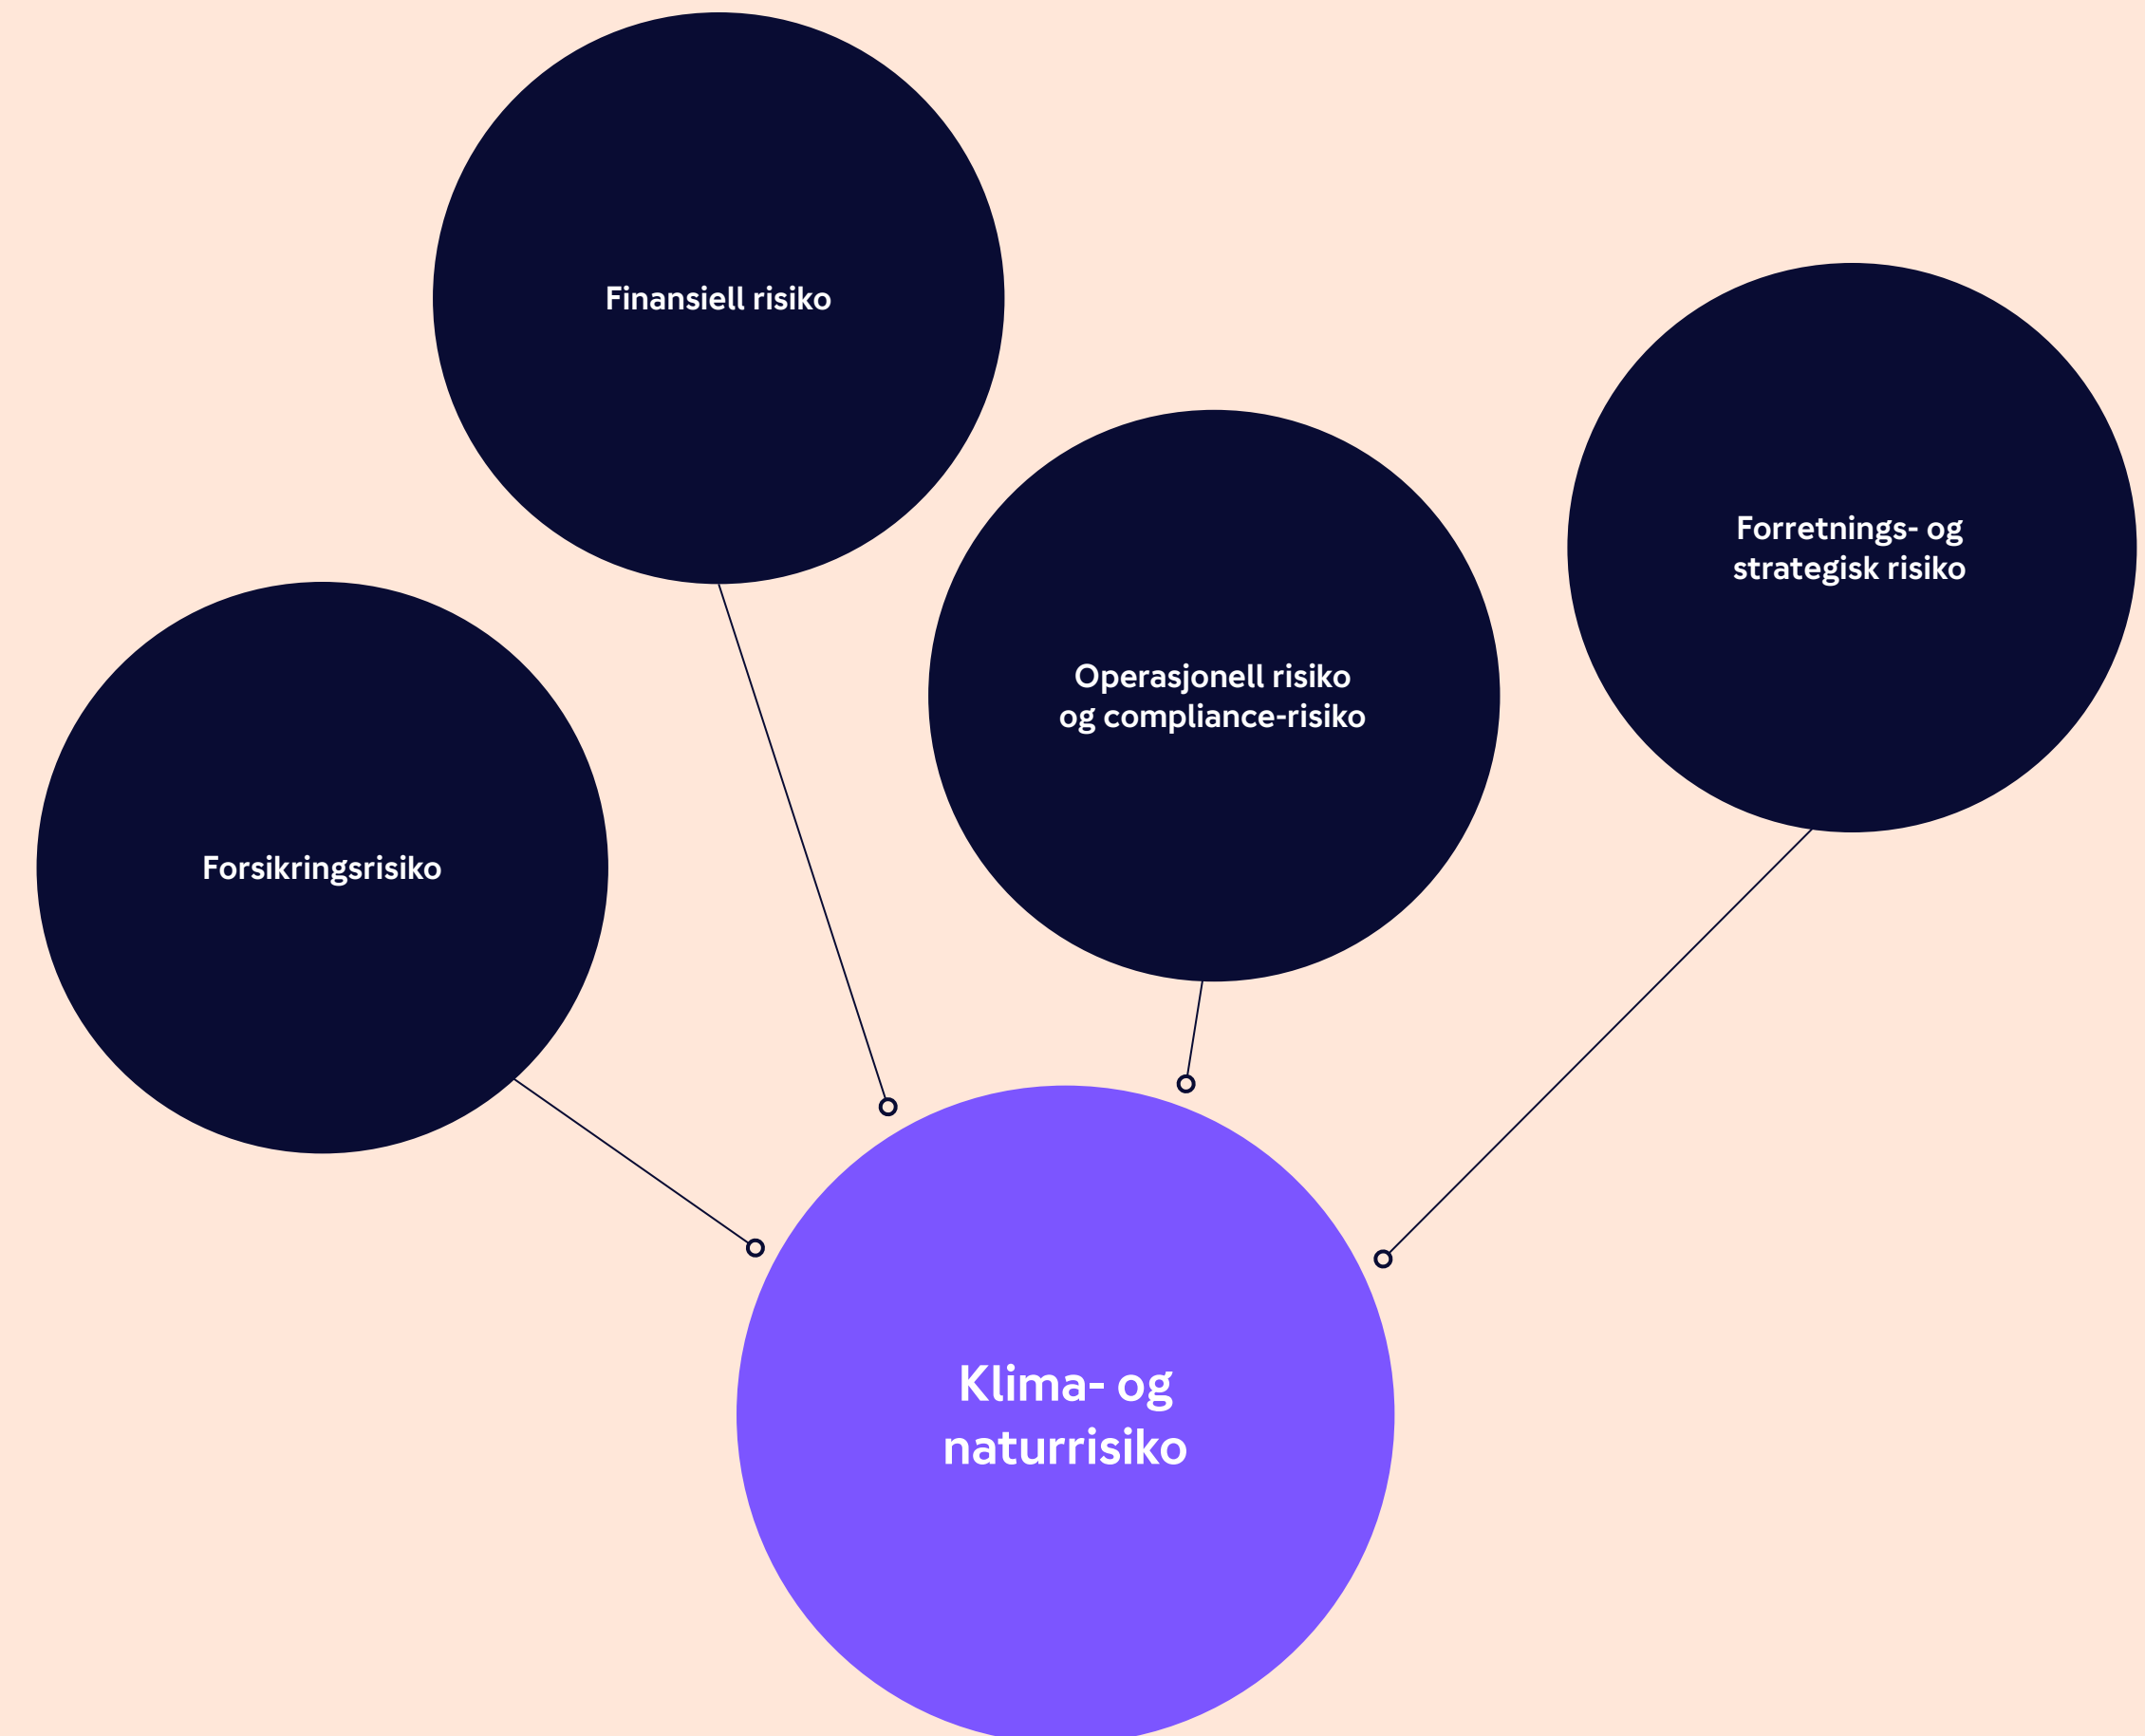 Finansiell risiko
Forretnings- og
strategisk risiko
Operasjonell risiko
og compliance-risiko
Forsikringsrisiko
Klima- og
naturrisiko